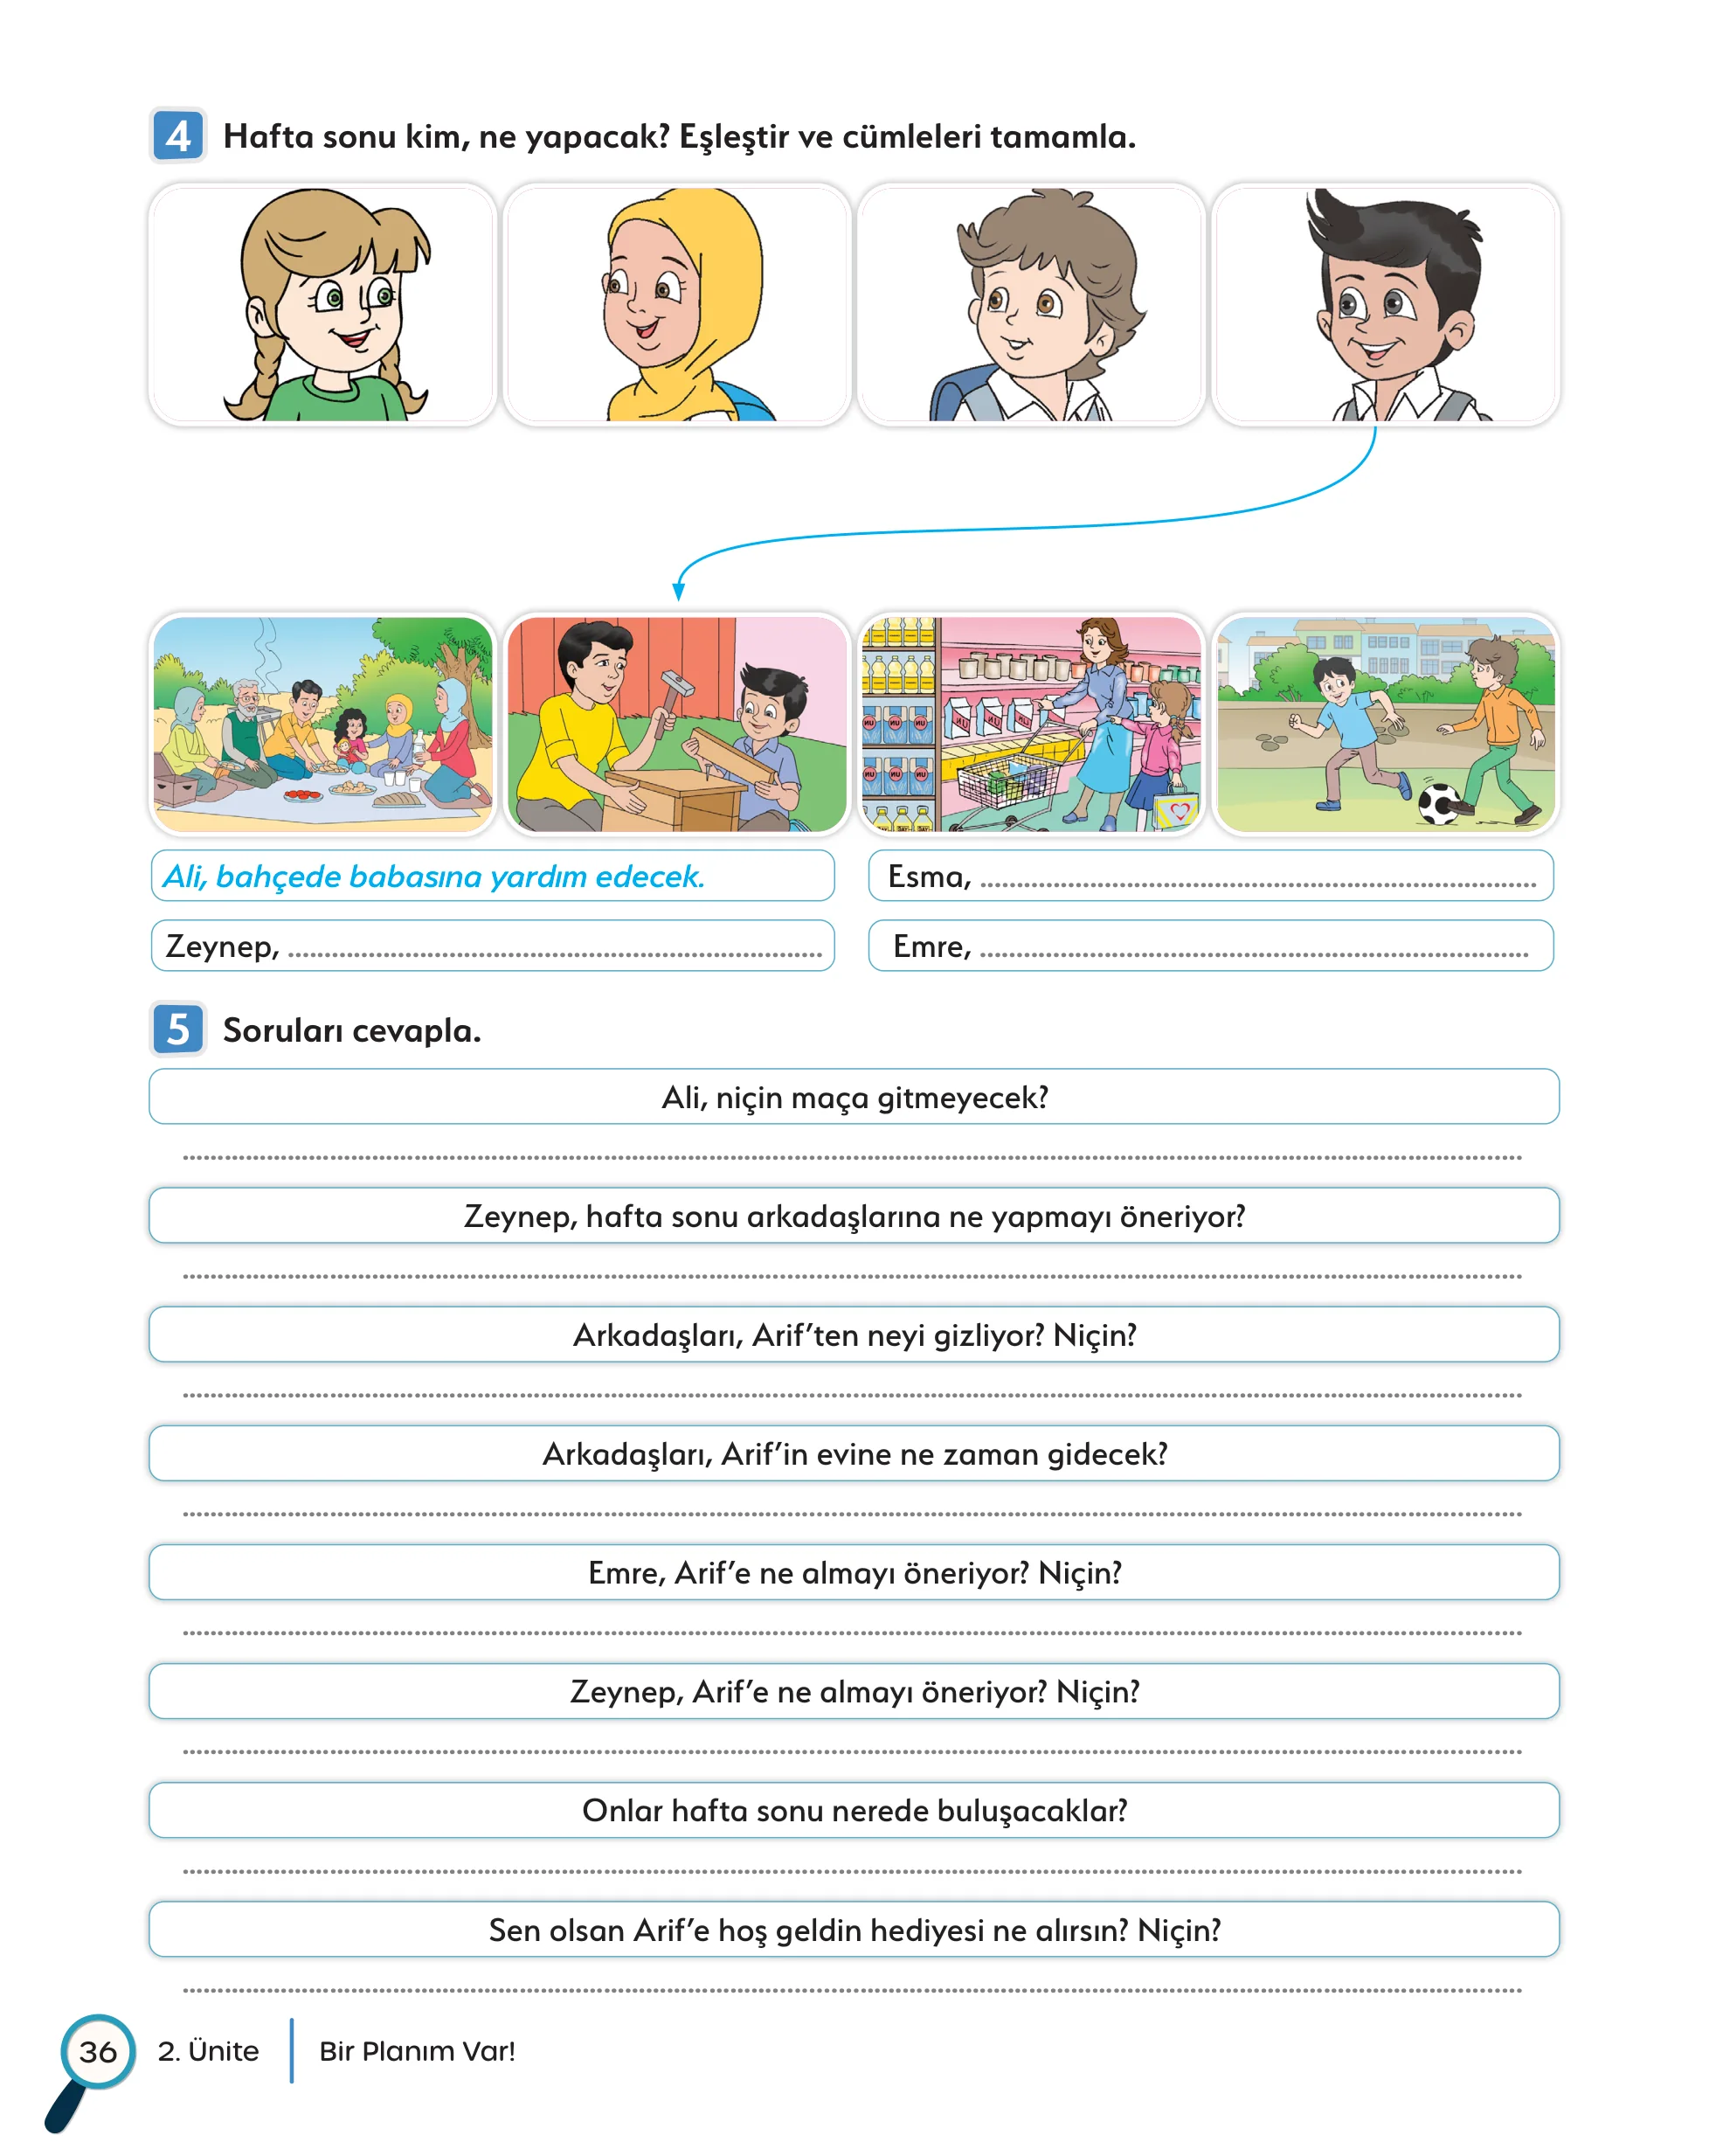 4 Hafta sonu kim, ne yapacak? Eşleştir ve cümleleri tamamla.
Ali, bahçede babasına yardım edecek.
Esma, ........................................................................
Zeynep, ........................................................................
Emre, ........................................................................
5 Soruları cevapla.
Ali, niçin maça gitmeyecek?
Zeynep, hafta sonu arkadaşlarına ne yapmayı öneriyor?
Arkadaşları, Arif’ten neyi gizliyor? Niçin?
Arkadaşları, Arif’in evine ne zaman gidecek?
Emre, Arif’e ne almayı öneriyor? Niçin?
Zeynep, Arif’e ne almayı öneriyor? Niçin?
Onlar hafta sonu nerede buluşacaklar?
Sen olsan Arif’e hoş geldin hediyesi ne alırsın? Niçin?
36 2. Ünite Bir Planım Var!